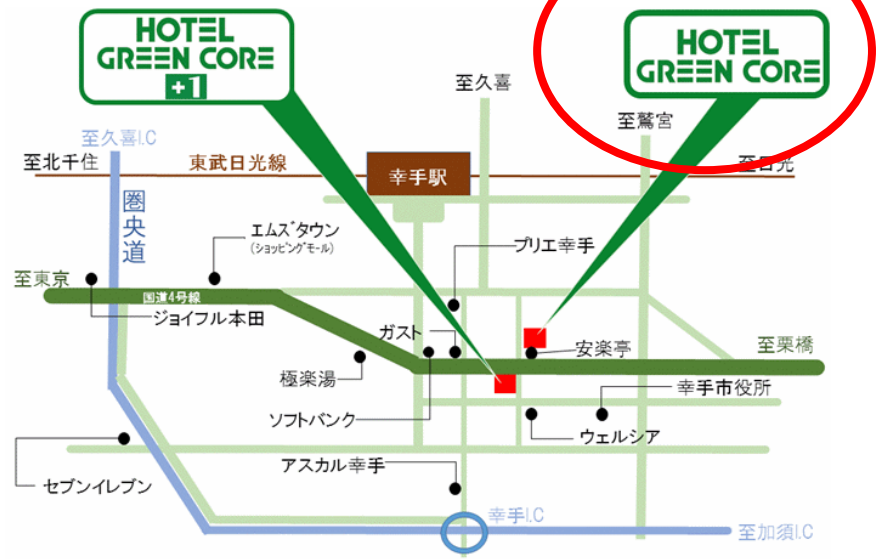 HOTEL
GREEN CORE
+1
HOTEL
GREEN CORE
至久喜
至鷲宮
至久喜I.C
至北千住
東武日光線
幸手駅
至日光
圏央道
エムズタウン
(ショッピングモール)
プリエ幸手
至東京
国道4号線
ジョイフル本田
ガスト
安楽亭
至栗橋
極楽湯
幸手市役所
ソフトバンク
ウェルシア
アスカル幸手
セブンイレブン
幸手I.C
至加須I.C